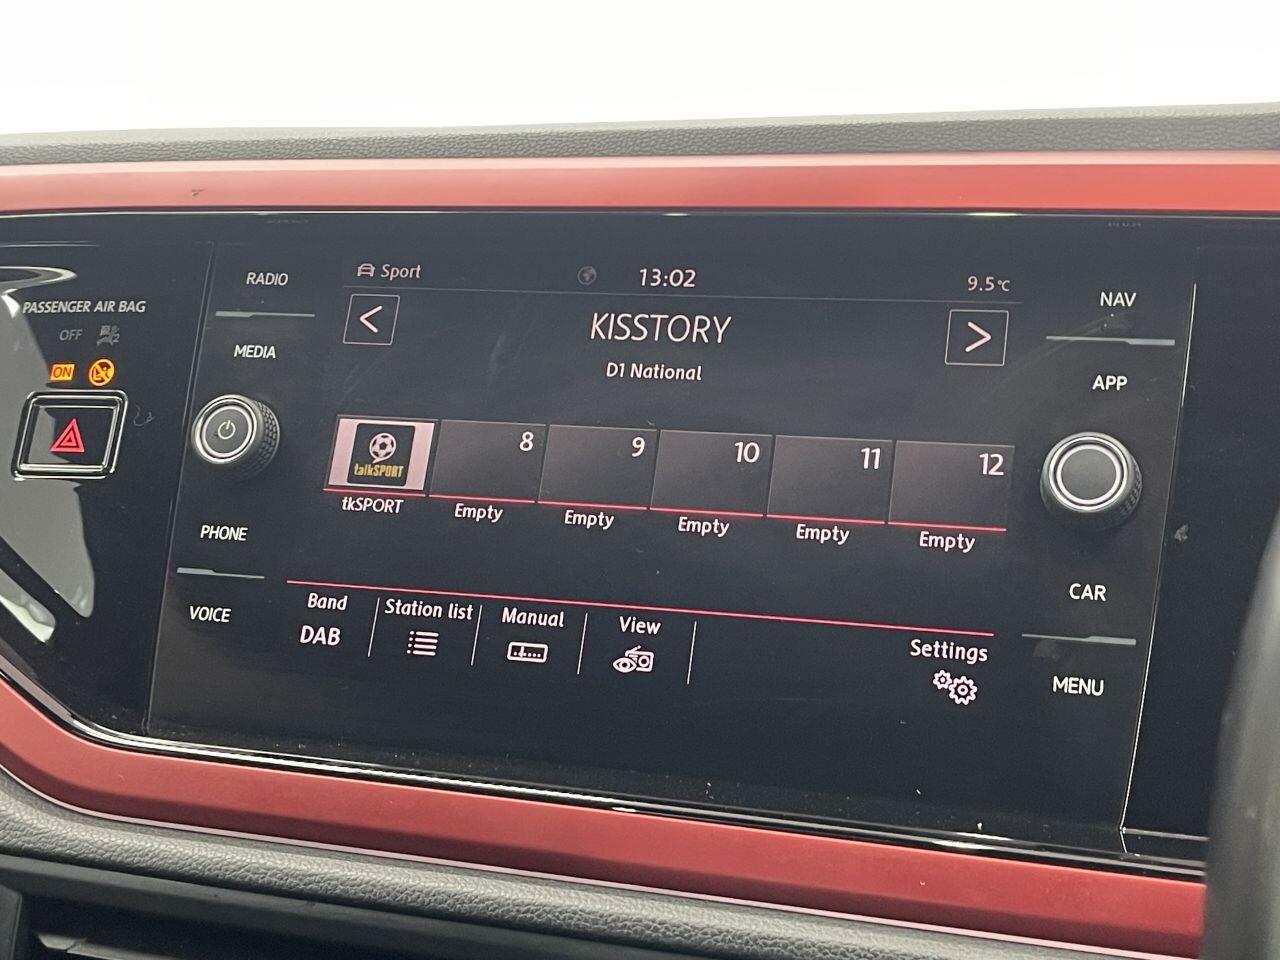 RADIO
MEDIA
PHONE
VOICE
PASSENGER AIR BAG
OFF
ON
Sport
13:02
9.5°C
<
KISSTORY
>
D1 National
talkSPORT
8
9
10
11
12
tkSPORT
Empty
Empty
Empty
Empty
Empty
Band
DAB
Station list
Manual
View
Settings
NAV
APP
CAR
MENU